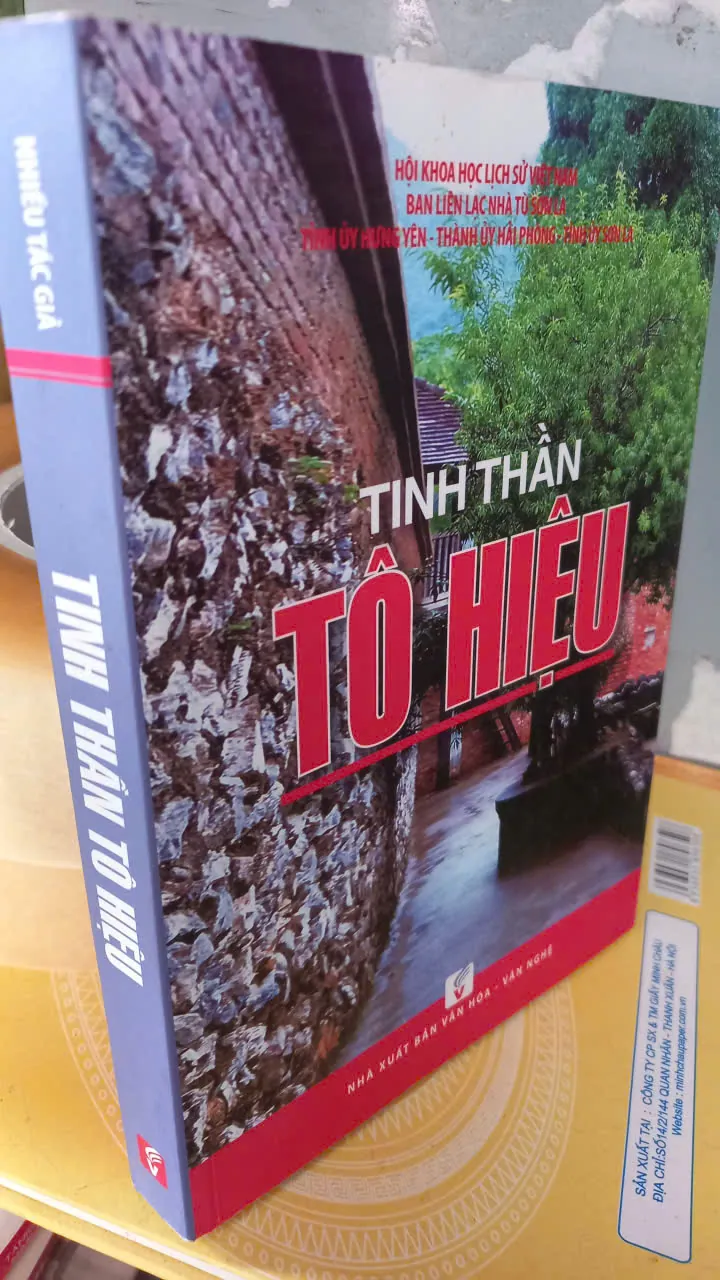 HỘI KHOA HỌC LỊCH SỬ VIỆT NAM
BAN LIÊN LẠC NHÀ TÙ SƠN LA
TỈNH ỦY HƯNG YÊN - THÀNH ỦY HẢI PHÒNG - TỈNH ỦY SƠN LA
TINH THẦN
TÔ HIỆU
NHÀ XUẤT BẢN VĂN HÓA - VĂN NGHỆ
NHIỀU TÁC GIẢ
TINH THẦN TÔ HIỆU
SẢN XUẤT TẠI : CÔNG TY CP SX & TM GIẤY MINH CHÂU
ĐỊA CHỈ:SỐ14/2/144 QUAN NHÂN - THANH XUÂN - HÀ NỘI
Website : minhchaupaper.com.vn